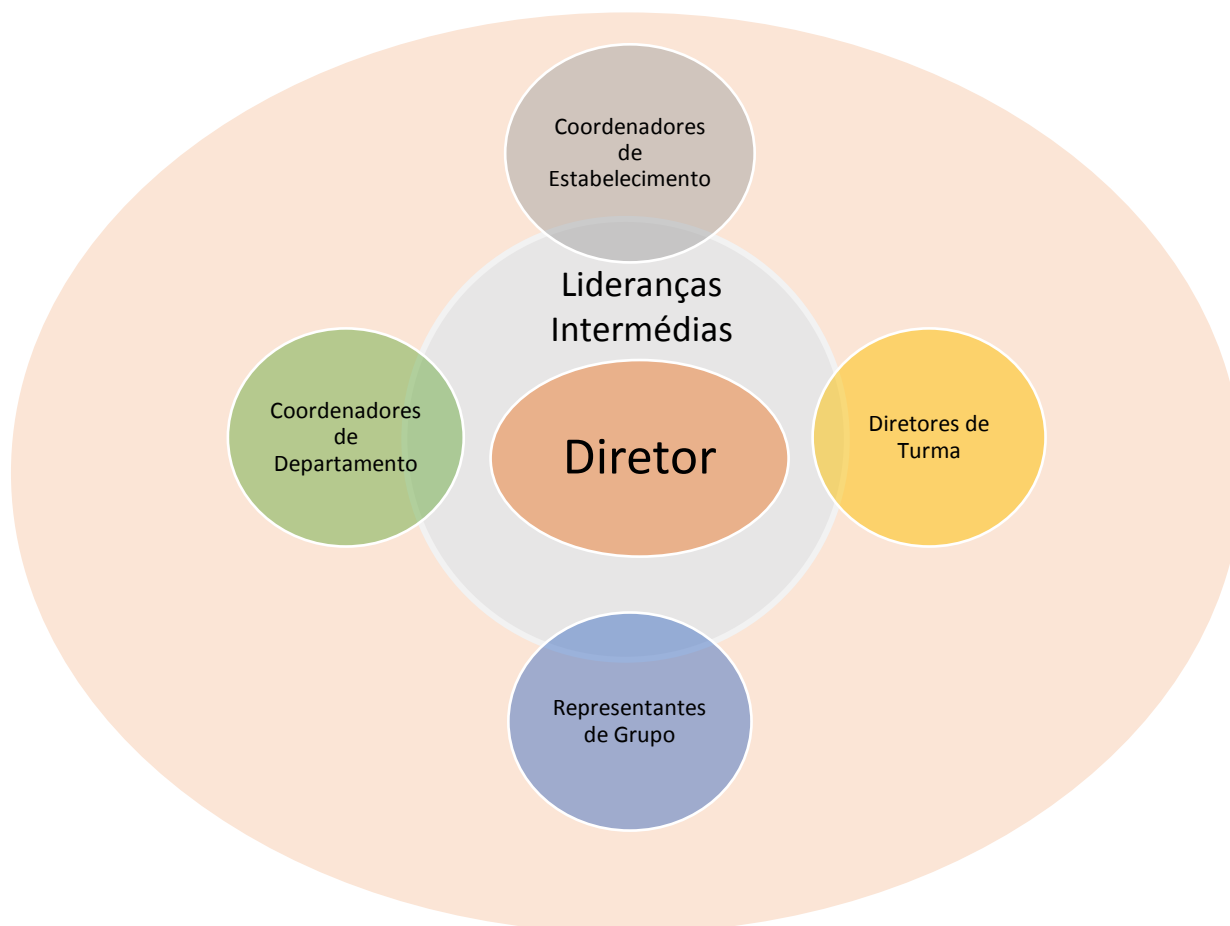 Coordenadores
de
Estabelecimento
Lideranças
Intermédias
Coordenadores
de
Departamento
Diretor
Diretores de
Turma
Representantes
de Grupo